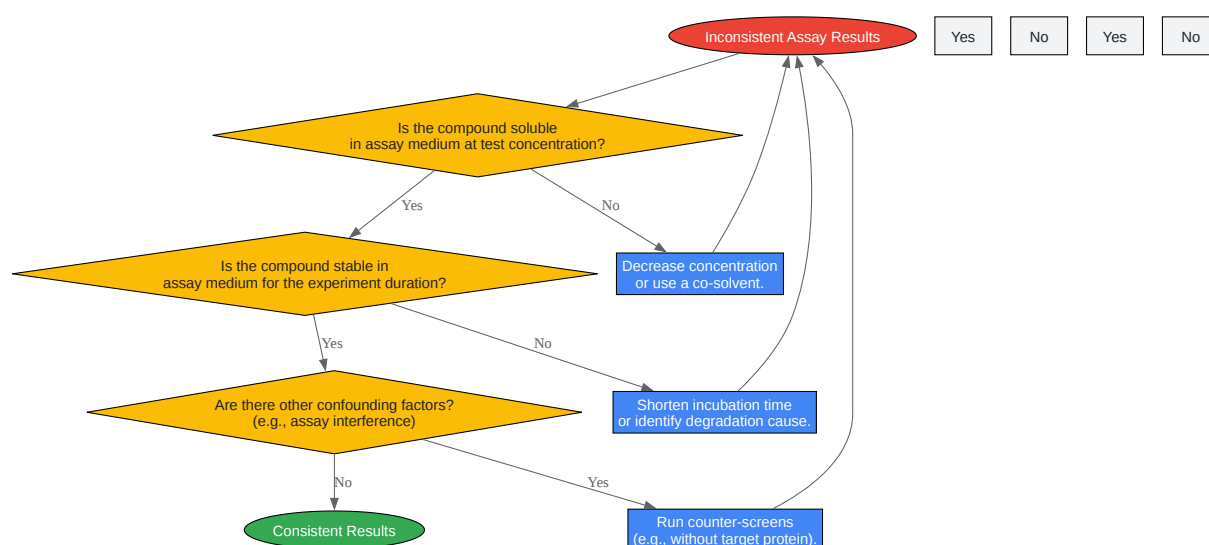 Inconsistent Assay Results
Yes
No
Yes
No
Is the compound soluble
in assay medium at test concentration?
Yes
No
Is the compound stable in
assay medium for the experiment duration?
Decrease concentration
or use a co-solvent.
Yes
No
Are there other confounding factors?
(e.g., assay interference)
Shorten incubation time
or identify degradation cause.
No
Yes
Consistent Results
Run counter-screens
(e.g., without target protein).